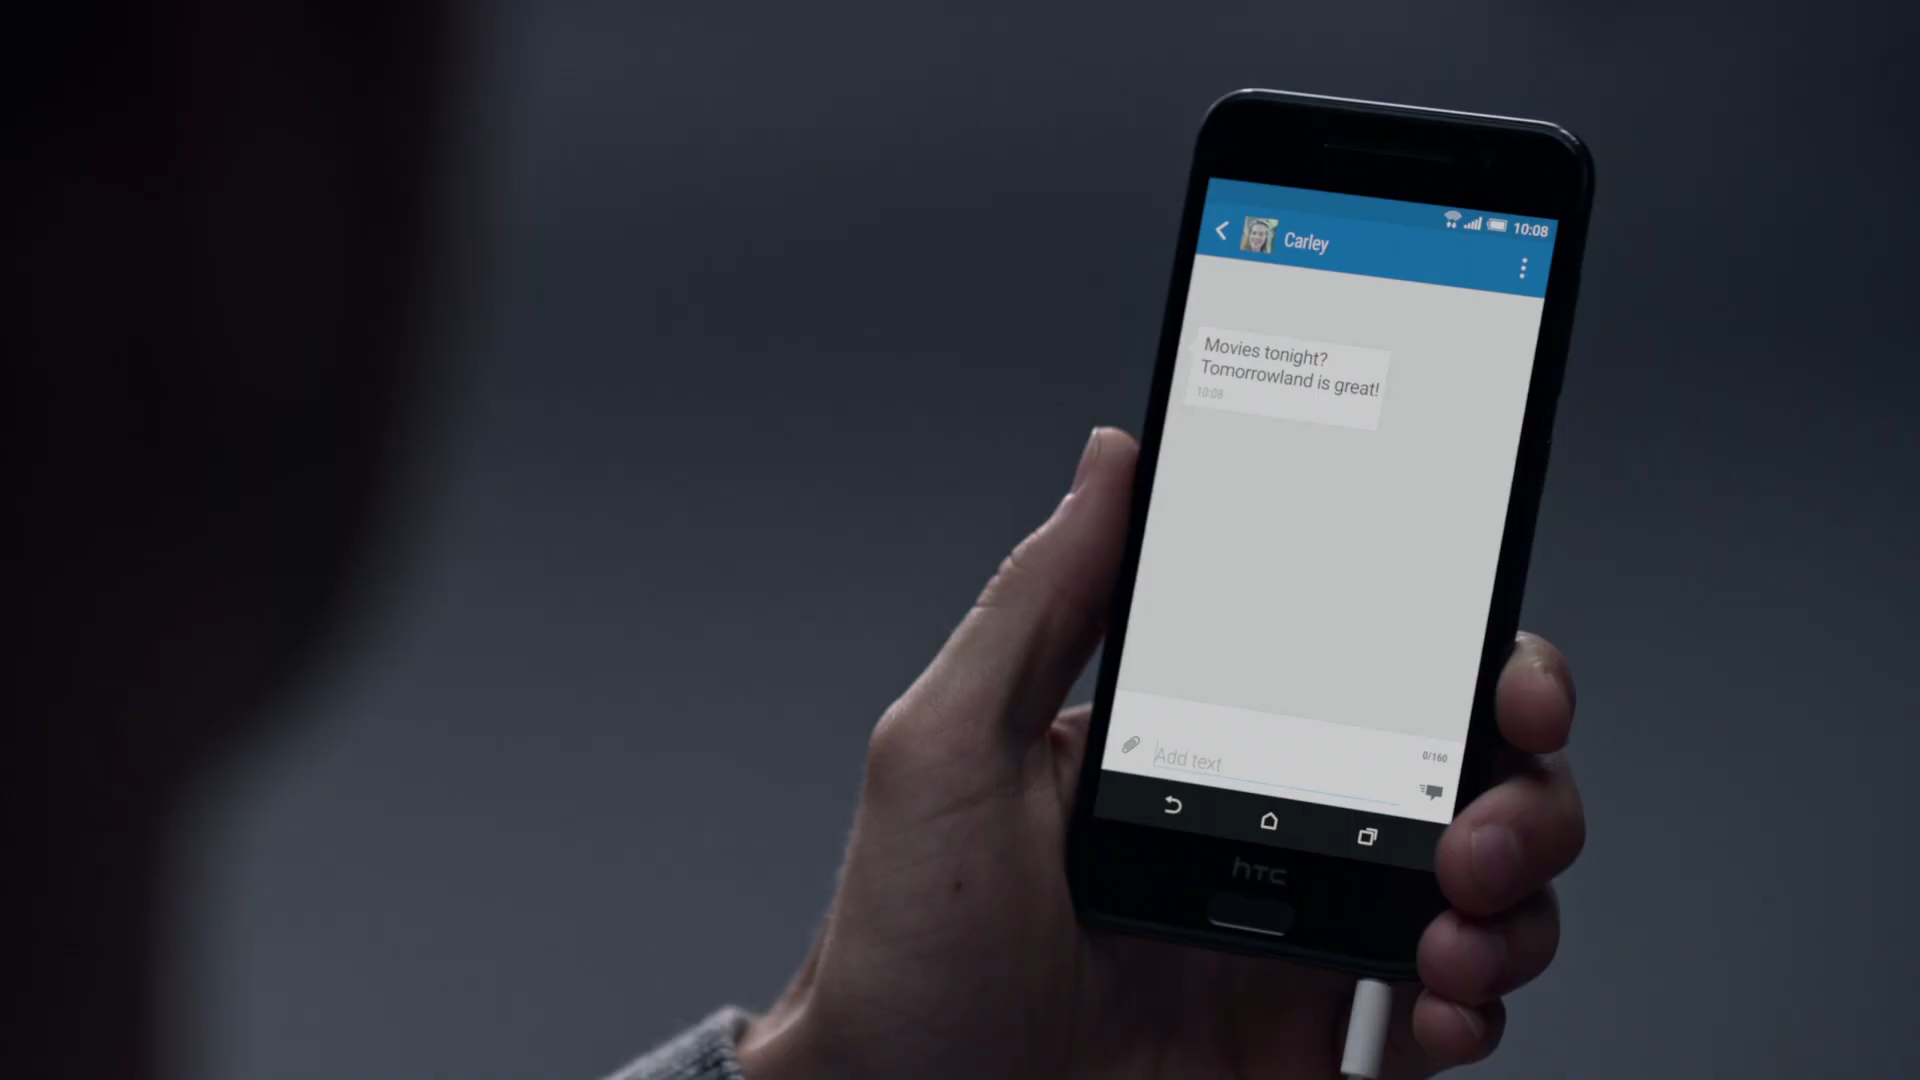 10:08
Carley
Movies tonight?
Tomorrowland is great!
10:08
0/160
Add text
hTC